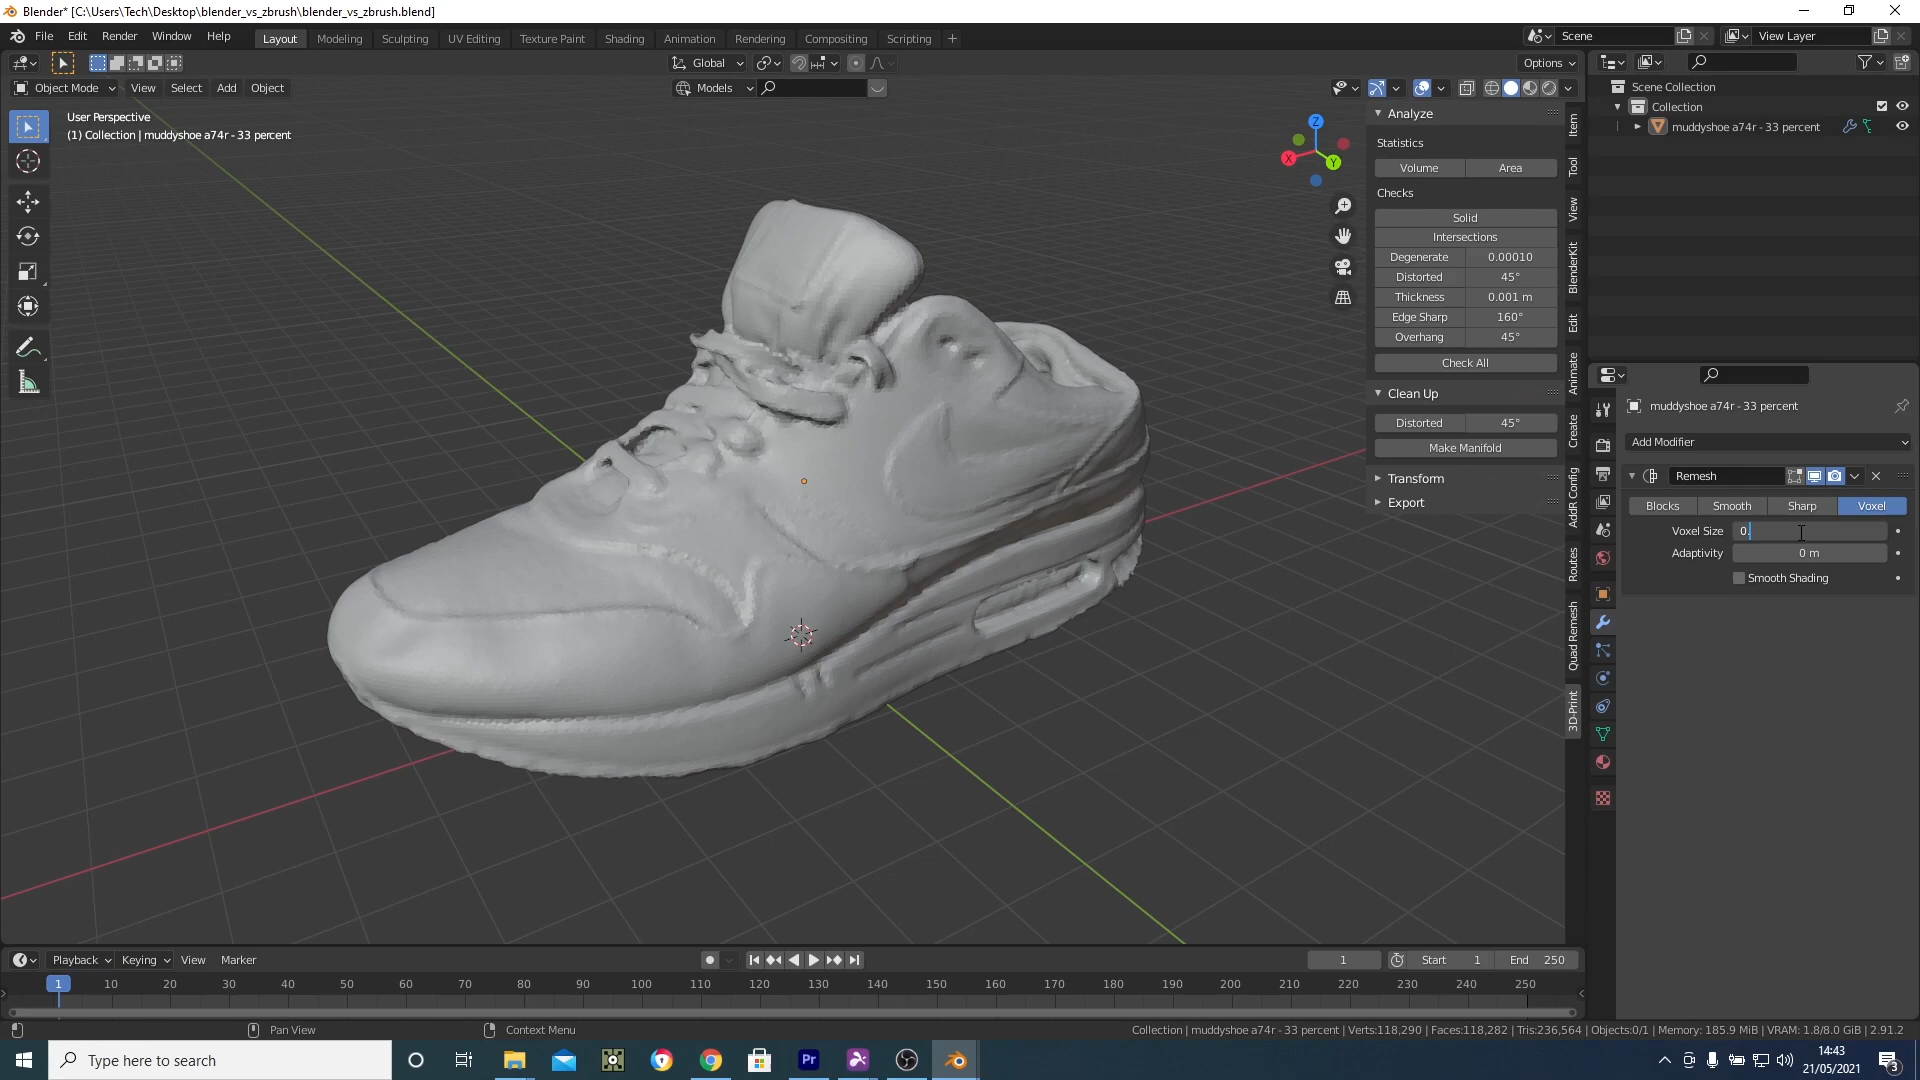 Blender* [C:\Users\Tech\Desktop\blender_vs_zbrush\blender_vs_zbrush.blend]
File Edit Render Window Help Layout Modeling Sculpting UV Editing Texture Paint Shading Animation Rendering Compositing Scripting + Scene View Layer
Global Options
Object Mode View Select Add Object Models
User Perspective
(1) Collection | muddyshoe a74r - 33 percent
Z
X
Y
Analyze
Statistics
Volume Area
Checks
Solid
Intersections
Degenerate 0.00010
Distorted 45°
Thickness 0.001 m
Edge Sharp 160°
Overhang 45°
Check All
Clean Up
Distorted 45°
Make Manifold
Transform
Export
Item
Tool
View
BlenderKit
Edit
Animate
Create
AddR Config
Routes
Quad Remesh
3D-Print
Scene Collection
Collection
muddyshoe a74r - 33 percent
muddyshoe a74r - 33 percent
Add Modifier
Remesh
Blocks Smooth Sharp Voxel
Voxel Size 0.
Adaptivity 0 m
Smooth Shading
Playback Keying View Marker 1 Start 1 End 250
1 10 20 30 40 50 60 70 80 90 100 110 120 130 140 150 160 170 180 190 200 210 220 230 240 250
Pan View Context Menu Collection | muddyshoe a74r - 33 percent | Verts:118,290 | Faces:118,282 | Tris:236,564 | Objects:0/1 | Memory: 185.9 MiB | VRAM: 1.8/8.0 GiB | 2.91.2
Type here to search Pr 14:43
21/05/2021
3